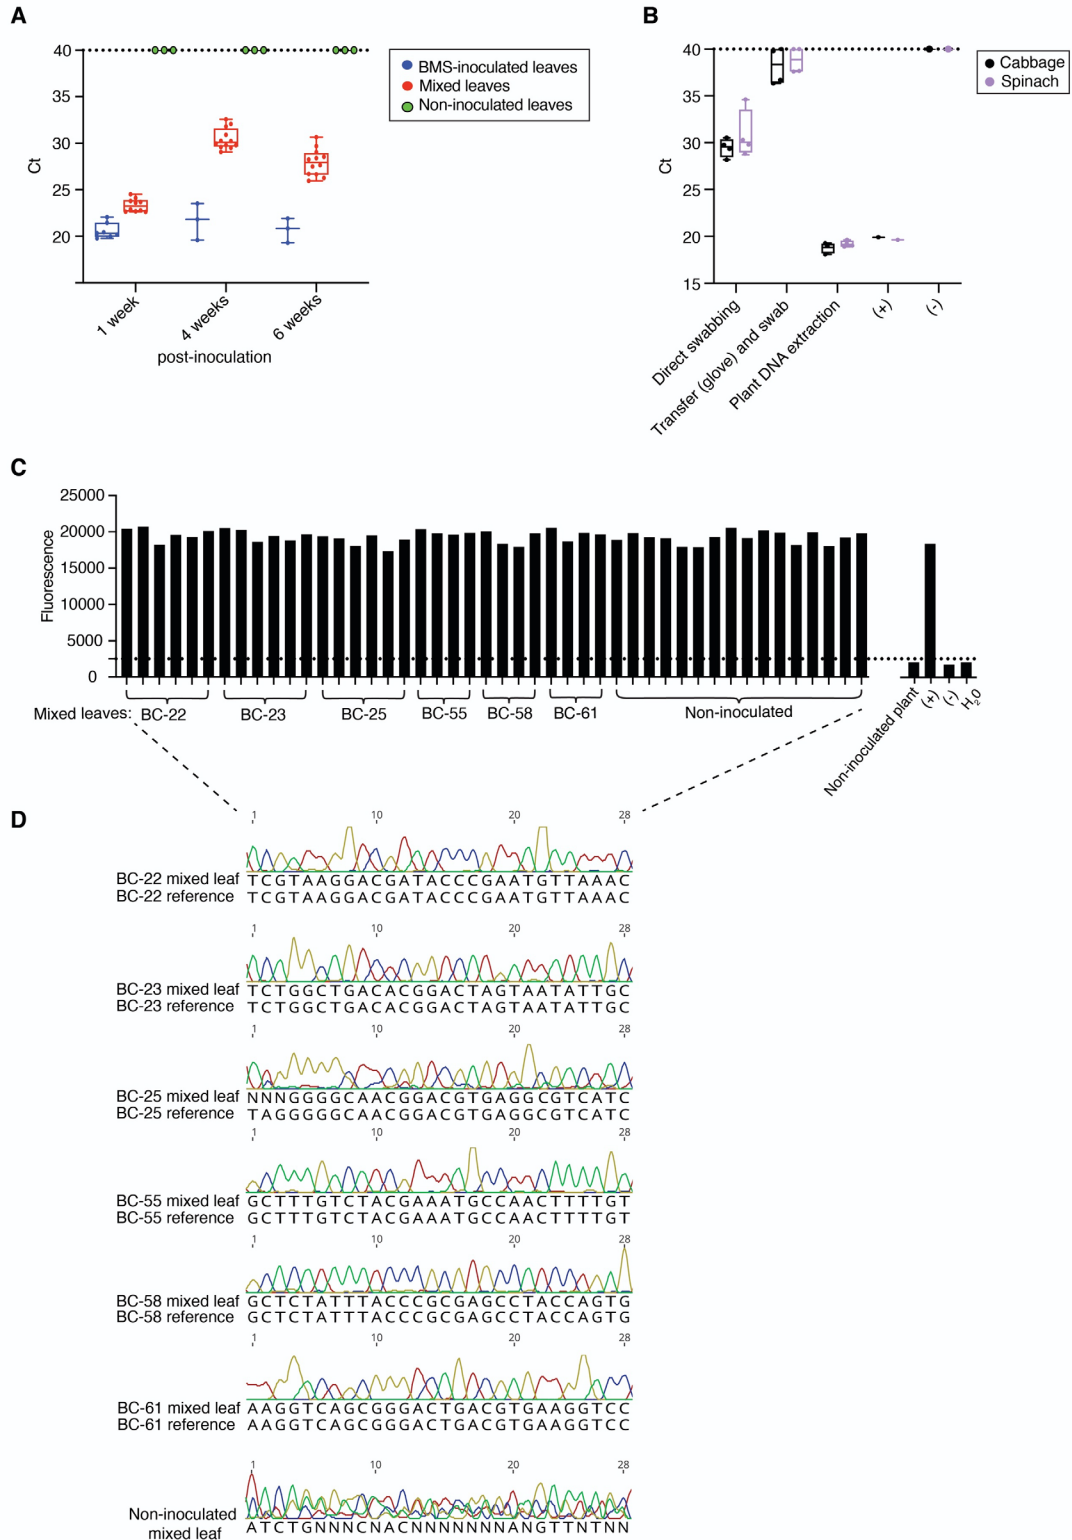 A
40
35
30
25
20
Ct
1 week
4 weeks
6 weeks
post-inoculation
BMS-inoculated leaves
Mixed leaves
Non-inoculated leaves
B
40
35
30
25
20
15
Ct
Direct swabbing
Transfer (glove) and swab
Plant DNA extraction
(+)
(-)
Cabbage
Spinach
C
25000
20000
15000
10000
5000
0
Fluorescence
Mixed leaves:
BC-22
BC-23
BC-25
BC-55
BC-58
BC-61
Non-inoculated
Non-inoculated plant
(+)
(-)
H20
D
1 10 20 28
BC-22 mixed leaf TCGTAAGGACGATACCCGAATGTTAAAC
BC-22 reference TCGTAAGGACGATACCCGAATGTTAAAC
1 10 20 28
BC-23 mixed leaf TCTGGCTGACACGGACTAGTAATATTGC
BC-23 reference TCTGGCTGACACGGACTAGTAATATTGC
1 10 20 28
BC-25 mixed leaf NNNGGGGCAACGGACGTGAGGCGTCATC
BC-25 reference TAGGGGGCAACGGACGTGAGGCGTCATC
1 10 20 28
BC-55 mixed leaf GCTTTGTCTACGAAATGCCAACTTTTGT
BC-55 reference GCTTTGTCTACGAAATGCCAACTTTTGT
1 10 20 28
BC-58 mixed leaf GCTCTATTTACCCGCGAGCCTACCAGTG
BC-58 reference GCTCTATTTACCCGCGAGCCTACCAGTG
1 10 20 28
BC-61 mixed leaf AAGGTCAGCGGGACTGACGTGAAGGTCC
BC-61 reference AAGGTCAGCGGGACTGACGTGAAGGTCC
1 10 20 28
Non-inoculated
mixed leaf ATCTGNNNCNACNNNNNNNANGTTNTNN